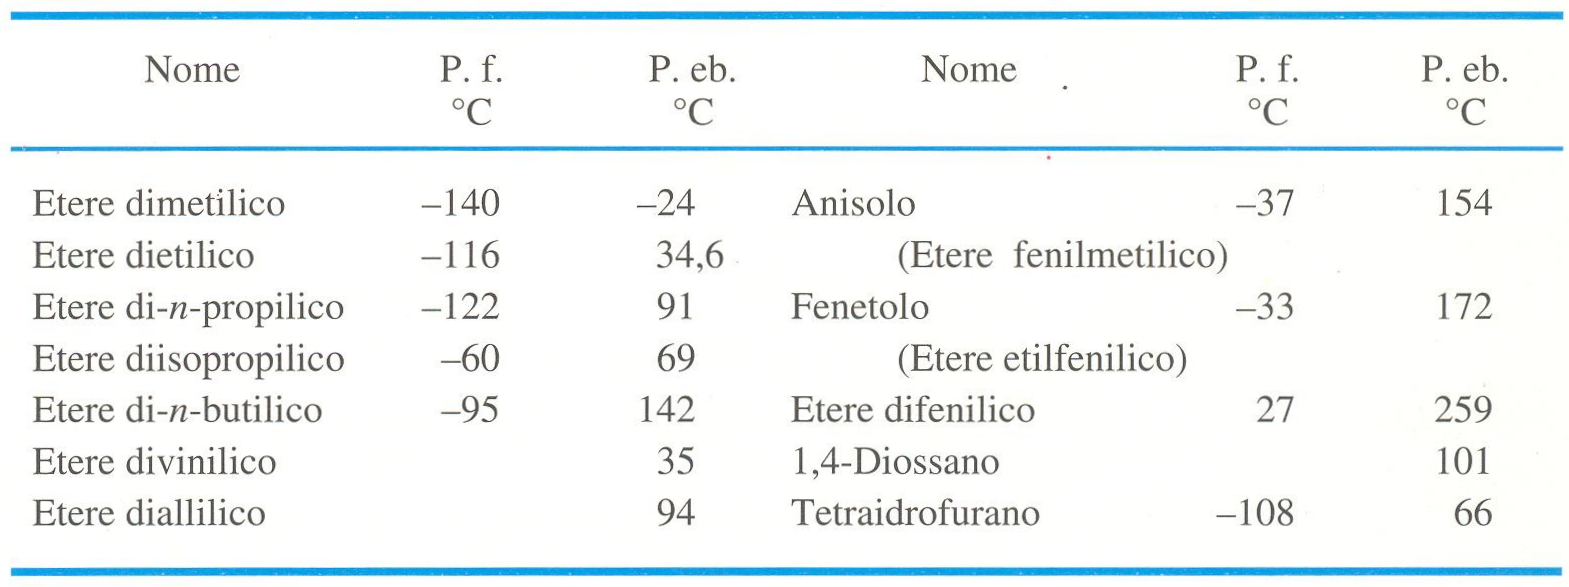 Nome P. f. P. eb. Nome P. f. P. eb.
°C °C °C °C
Etere dimetilico –140 –24 Anisolo –37 154
Etere dietilico –116 34,6 (Etere fenilmetilico)
Etere di-n-propilico –122 91 Fenetolo –33 172
Etere diisopropilico –60 69 (Etere etilfenilico)
Etere di-n-butilico –95 142 Etere difenilico 27 259
Etere divinilico 35 1,4-Diossano 101
Etere diallilico 94 Tetraidrofurano –108 66